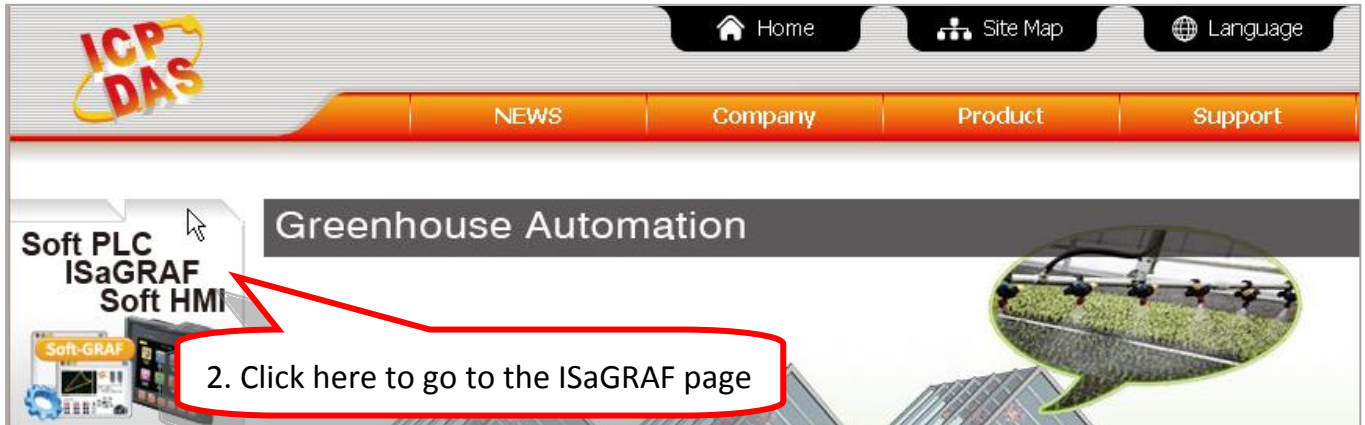 ICP
DAS
Home
Site Map
Language
NEWS
Company
Product
Support
Greenhouse Automation
Soft PLC
ISaGRAF
Soft HMI
Soft-GRAF
2. Click here to go to the ISaGRAF page